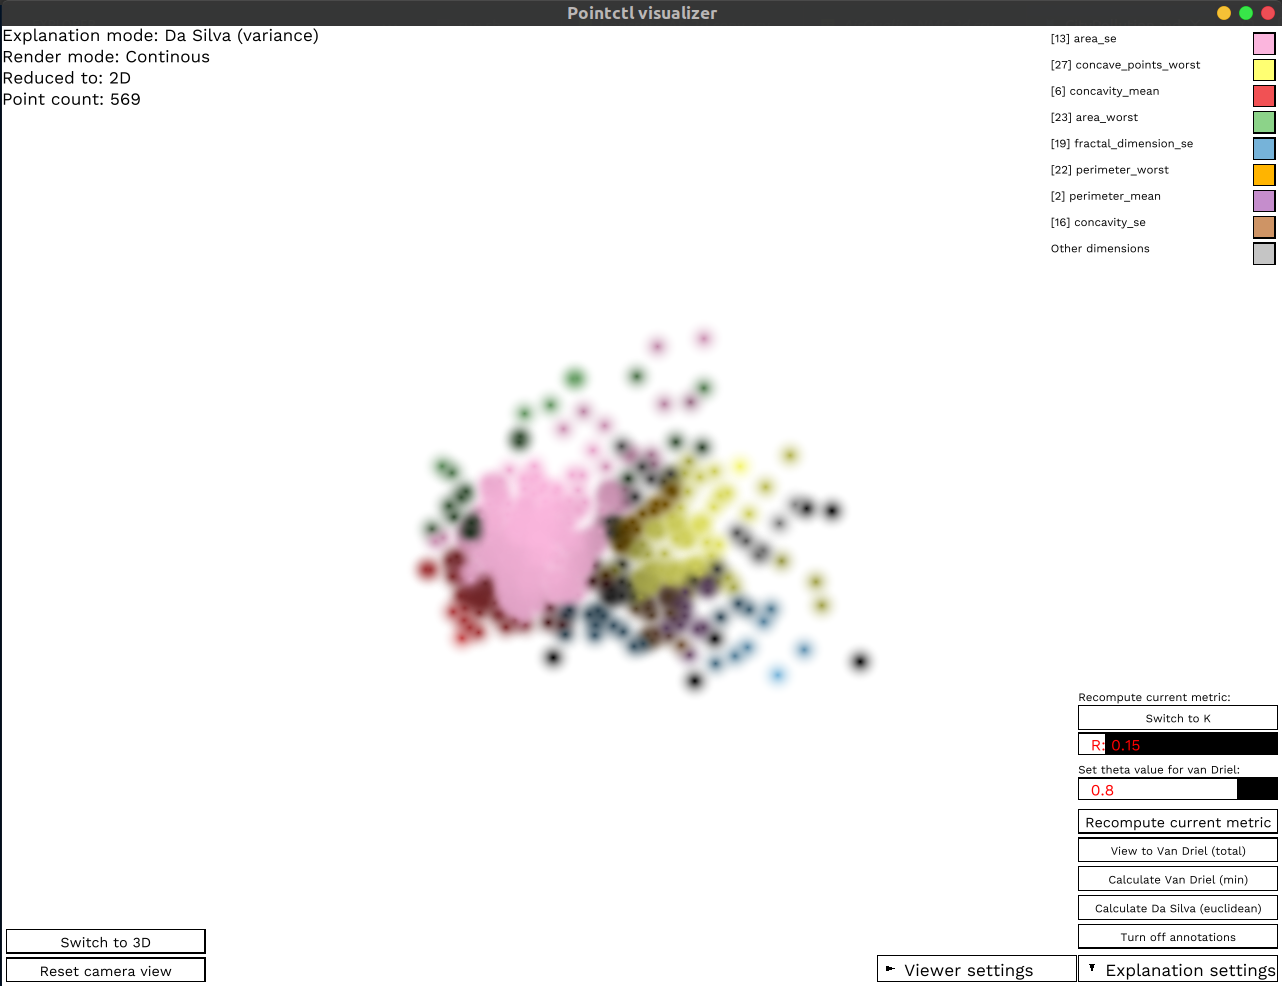 Pointctl visualizer
Explanation mode: Da Silva (variance)
Render mode: Continous
Reduced to: 2D
Point count: 569
[13] area_se
[27] concave_points_worst
[6] concavity_mean
[23] area_worst
[19] fractal_dimension_se
[22] perimeter_worst
[2] perimeter_mean
[16] concavity_se
Other dimensions
Recompute current metric:
Switch to K
R: 0.15
Set theta value for van Driel:
0.8
Recompute current metric
View to Van Driel (total)
Calculate Van Driel (min)
Calculate Da Silva (euclidean)
Turn off annotations
Switch to 3D
Reset camera view
Viewer settings
Explanation settings